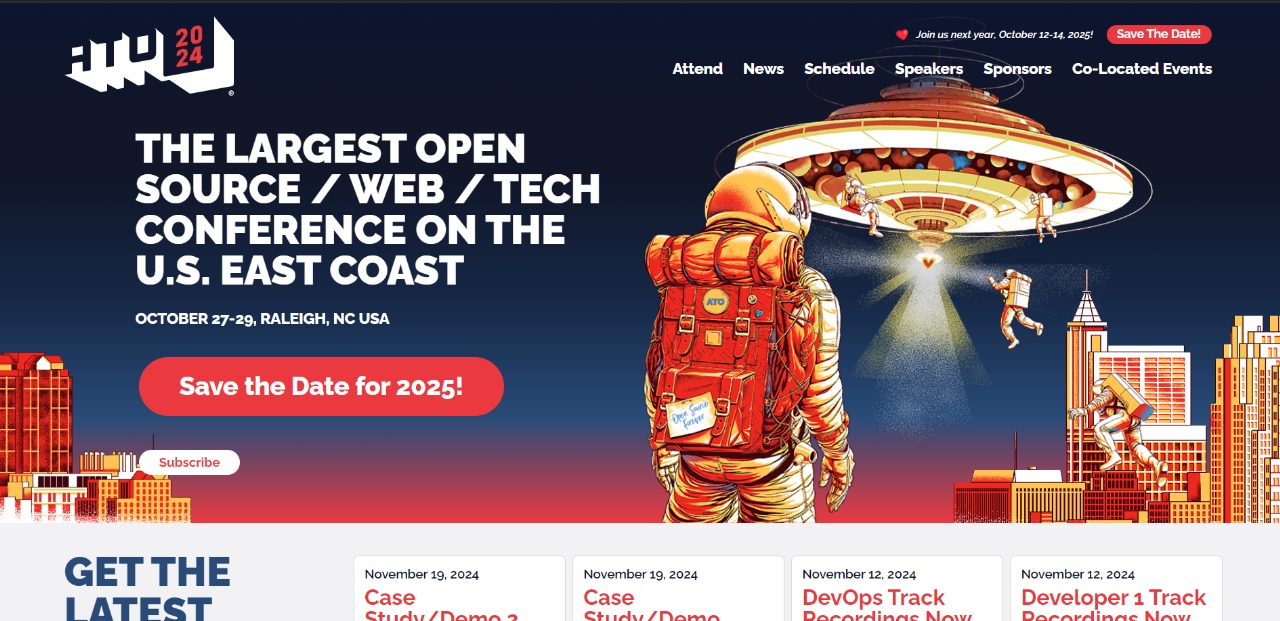 ATO 2024
®
Join us next year, October 12-14, 2025!
Save The Date!
Attend News Schedule Speakers Sponsors Co-Located Events
THE LARGEST OPEN
SOURCE / WEB / TECH
CONFERENCE ON THE
U.S. EAST COAST
OCTOBER 27-29, RALEIGH, NC USA
Save the Date for 2025!
Subscribe
ATO
Open Source
Forever
GET THE
LATEST
November 19, 2024
Case
Study/Demo 2
November 19, 2024
Case
Study/Demo
November 12, 2024
DevOps Track
Recordings Now
November 12, 2024
Developer 1 Track
Recordings Now